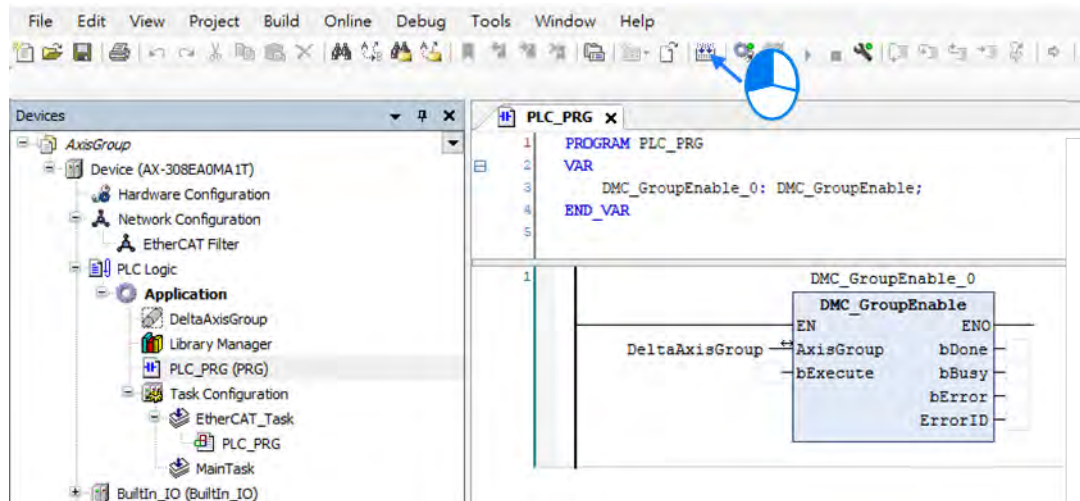 File Edit View Project Build Online Debug Tools Window Help
Devices
AxisGroup
Device (AX-308EA0MA1T)
Hardware Configuration
Network Configuration
EtherCAT Filter
PLC Logic
Application
DeltaAxisGroup
Library Manager
PLC_PRG (PRG)
Task Configuration
EtherCAT_Task
PLC_PRG
MainTask
BuiltIn_IO (BuiltIn_IO)
PLC_PRG
1 PROGRAM PLC_PRG
2 VAR
3 DMC_GroupEnable_0: DMC_GroupEnable;
4 END_VAR
5
1
DMC_GroupEnable_0
DMC_GroupEnable
EN ENO
DeltaAxisGroup AxisGroup bDone
bExecute bBusy
bError
ErrorID